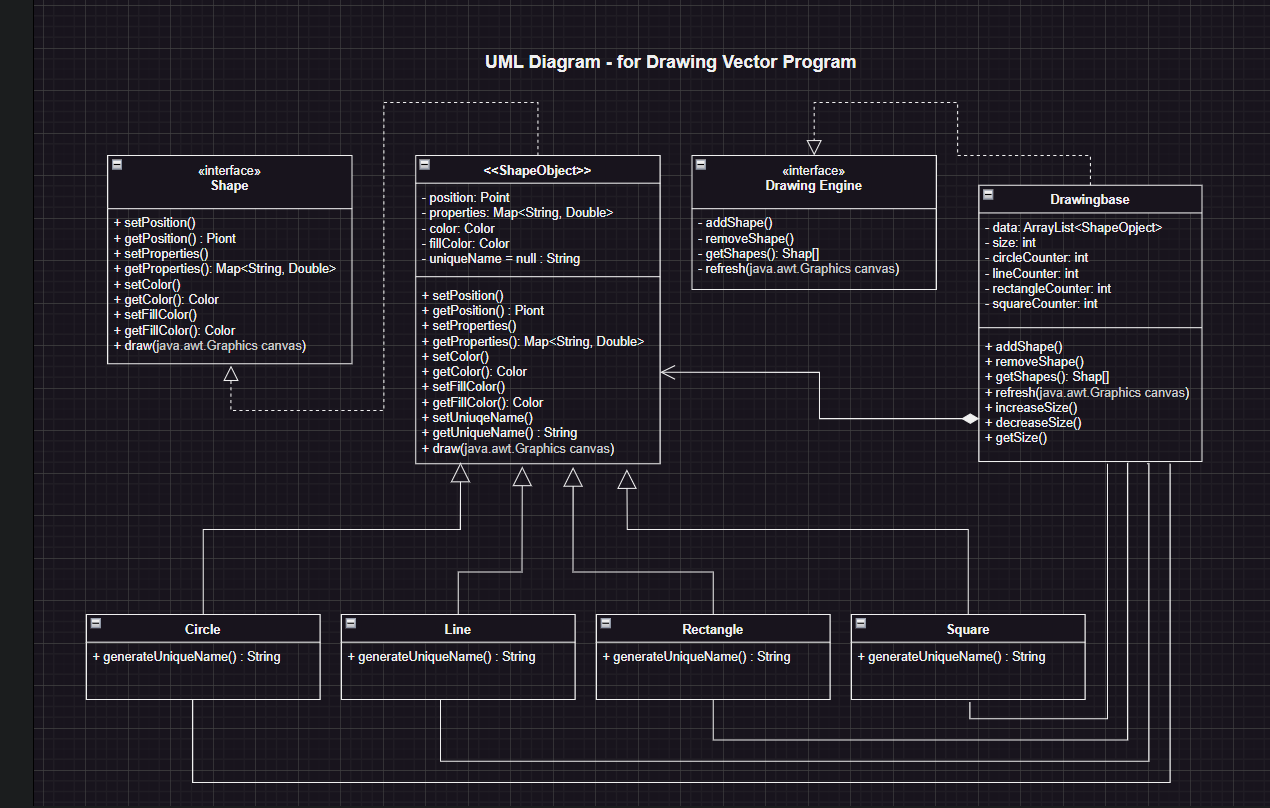 UML Diagram - for Drawing Vector Program
«interface»
Shape
+ setPosition()
+ getPosition() : Piont
+ setProperties()
+ getProperties(): Map<String, Double>
+ setColor()
+ getColor(): Color
+ setFillColor()
+ getFillColor(): Color
+ draw(java.awt.Graphics canvas)
<<ShapeObject>>
- position: Point
- properties: Map<String, Double>
- color: Color
- fillColor: Color
- uniqueName = null : String
+ setPosition()
+ getPosition() : Piont
+ setProperties()
+ getProperties(): Map<String, Double>
+ setColor()
+ getColor(): Color
+ setFillColor()
+ getFillColor(): Color
+ setUniuqeName()
+ getUniqueName() : String
+ draw(java.awt.Graphics canvas)
«interface»
Drawing Engine
- addShape()
- removeShape()
- getShapes(): Shap[]
- refresh(java.awt.Graphics canvas)
Drawingbase
- data: ArrayList<ShapeOpject>
- size: int
- circleCounter: int
- lineCounter: int
- rectangleCounter: int
- squareCounter: int
+ addShape()
+ removeShape()
+ getShapes(): Shap[]
+ refresh(java.awt.Graphics canvas)
+ increaseSize()
+ decreaseSize()
+ getSize()
Circle
+ generateUniqueName() : String
Line
+ generateUniqueName() : String
Rectangle
+ generateUniqueName() : String
Square
+ generateUniqueName() : String